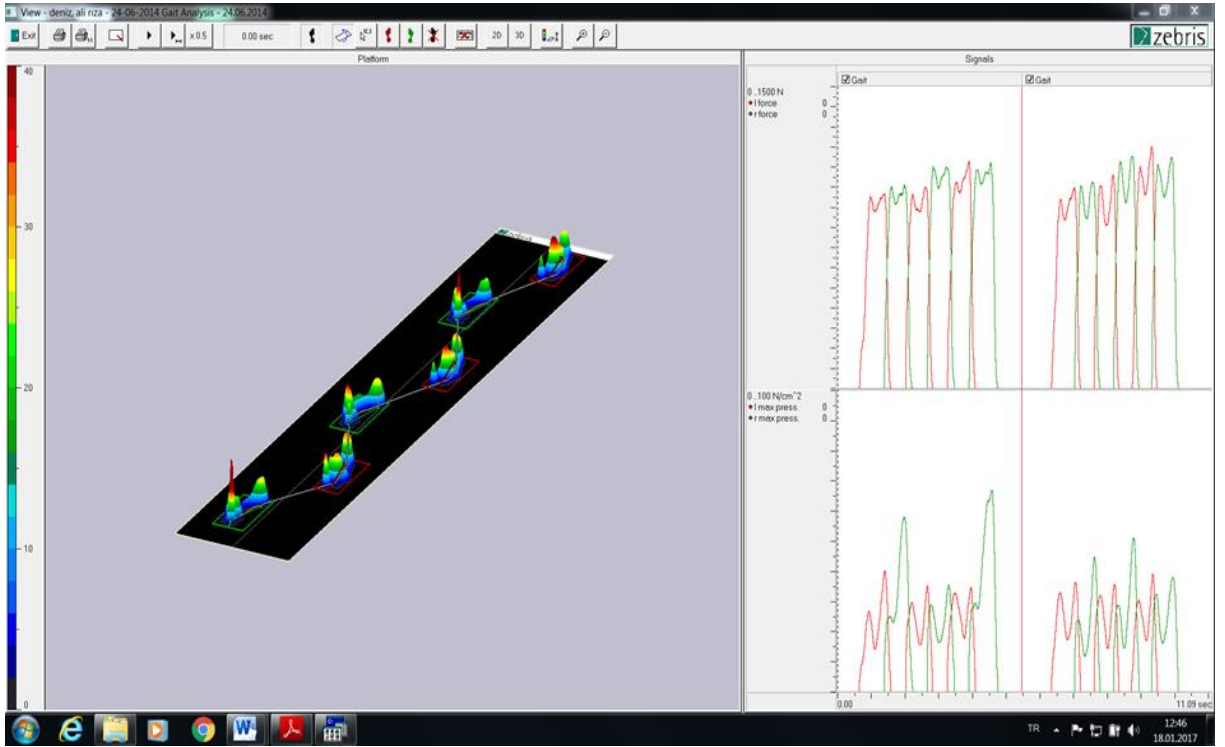 View - deniz, ali rıza - 24-06-2014 Gait Analysis - 24.06.2014
Exit
x 0.5
0.00 sec
2D
3D
zebris
Platform
Signals
40
30
20
10
0
Gait
Gait
0..1500 N
l force 0
r force 0
0..100 N/cm^2
l max press. 0
r max press. 0
0.00
11.09 sec
TR
12:46
18.01.2017